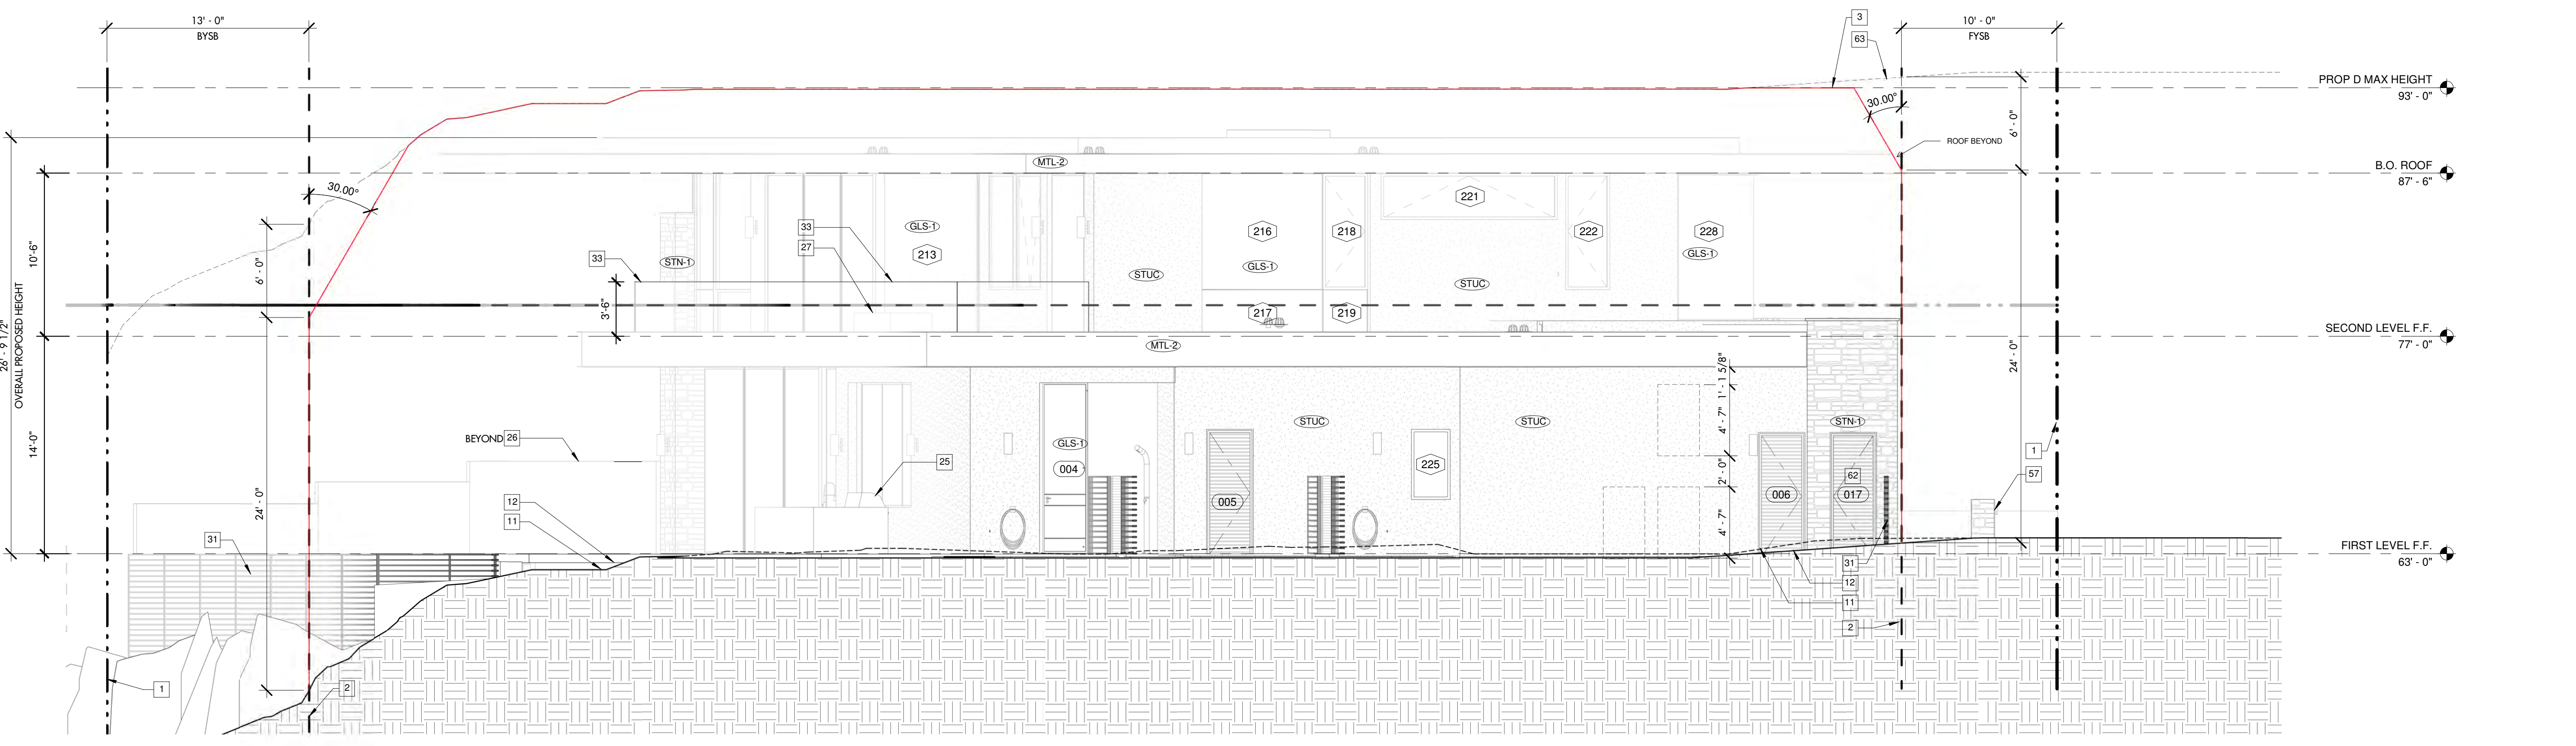 13' - 0"
BYSB
10' - 0"
FYSB
3
63
PROP D MAX HEIGHT
93' - 0"
30.00°
6' - 0"
ROOF BEYOND
MTL-2
B.O. ROOF
87' - 6"
30.00°
10'-6"
6' - 0"
26' - 9 1/2"
OVERALL PROPOSED HEIGHT
33
33
27
STN-1
GLS-1
213
STUC
216
GLS-1
217
218
219
221
STUC
222
228
GLS-1
3'-6"
SECOND LEVEL F.F.
77' - 0"
MTL-2
24' - 0"
14'-0"
24' - 0"
BEYOND
26
25
12
11
31
GLS-1
004
STUC
005
225
STUC
1' - 1 5/8"
4' - 7"
2' - 0"
4' - 7"
STN-1
006
62
017
1
57
FIRST LEVEL F.F.
63' - 0"
31
12
11
2
1
2